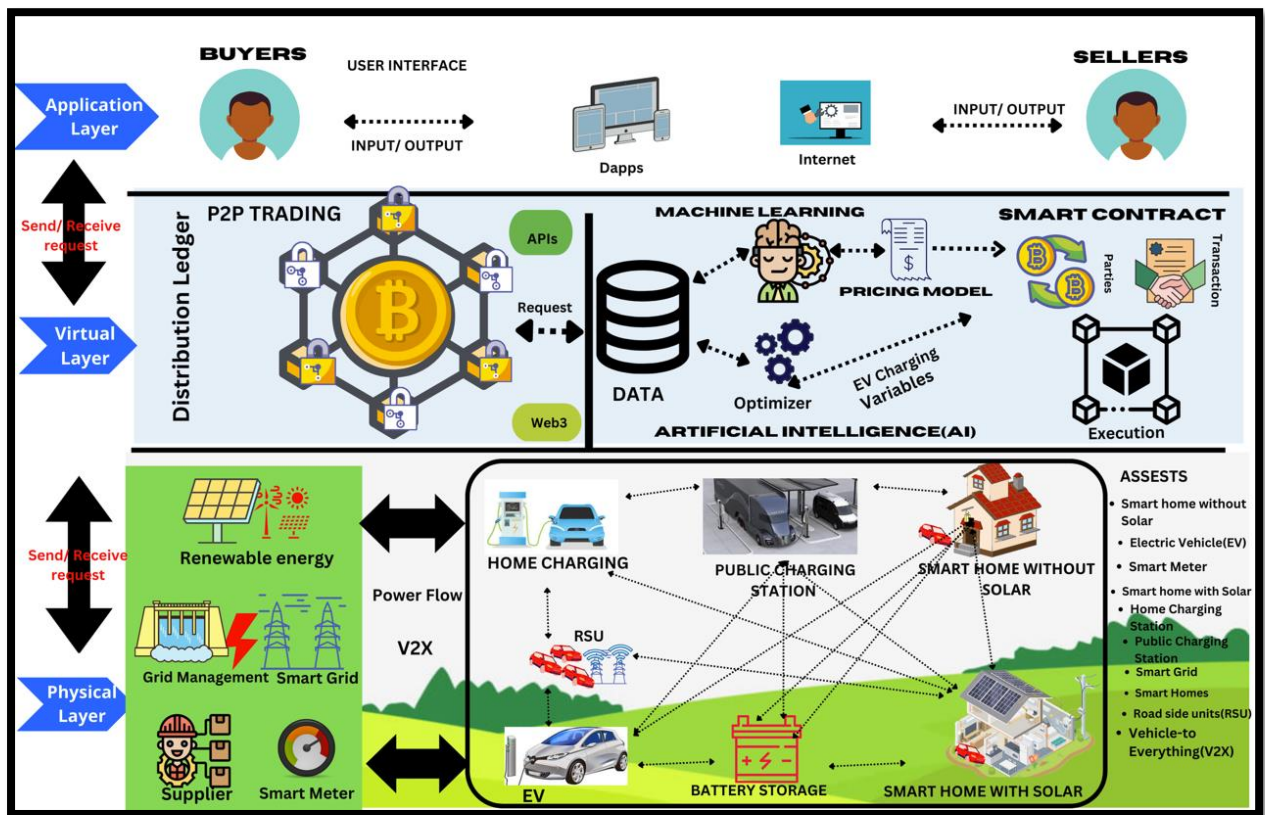 BUYERS
USER INTERFACE
INPUT/ OUTPUT
Dapps
Internet
INPUT/ OUTPUT
SELLERS
Application
Layer
Send/ Receive
request
Virtual
Layer
Distribution Ledger
P2P TRADING
APIs
Request
Web3
DATA
MACHINE LEARNING
PRICING MODEL
$
Optimizer
EV Charging
Variables
ARTIFICIAL INTELLIGENCE(AI)
SMART CONTRACT
Parties
Transaction
Execution
Send/ Receive
request
Physical
Layer
Renewable energy
Grid Management
Smart Grid
Supplier
Smart Meter
Power Flow
V2X
HOME CHARGING
PUBLIC CHARGING
STATION
SMART HOME WITHOUT
SOLAR
RSU
EV
BATTERY STORAGE
SMART HOME WITH SOLAR
ASSESTS
• Smart home without
Solar
• Electric Vehicle(EV)
• Smart Meter
• Smart home with Solar
• Home Charging
Station
• Public Charging
Station
• Smart Grid
• Smart Homes
• Road side units(RSU)
• Vehicle-to
Everything(V2X)